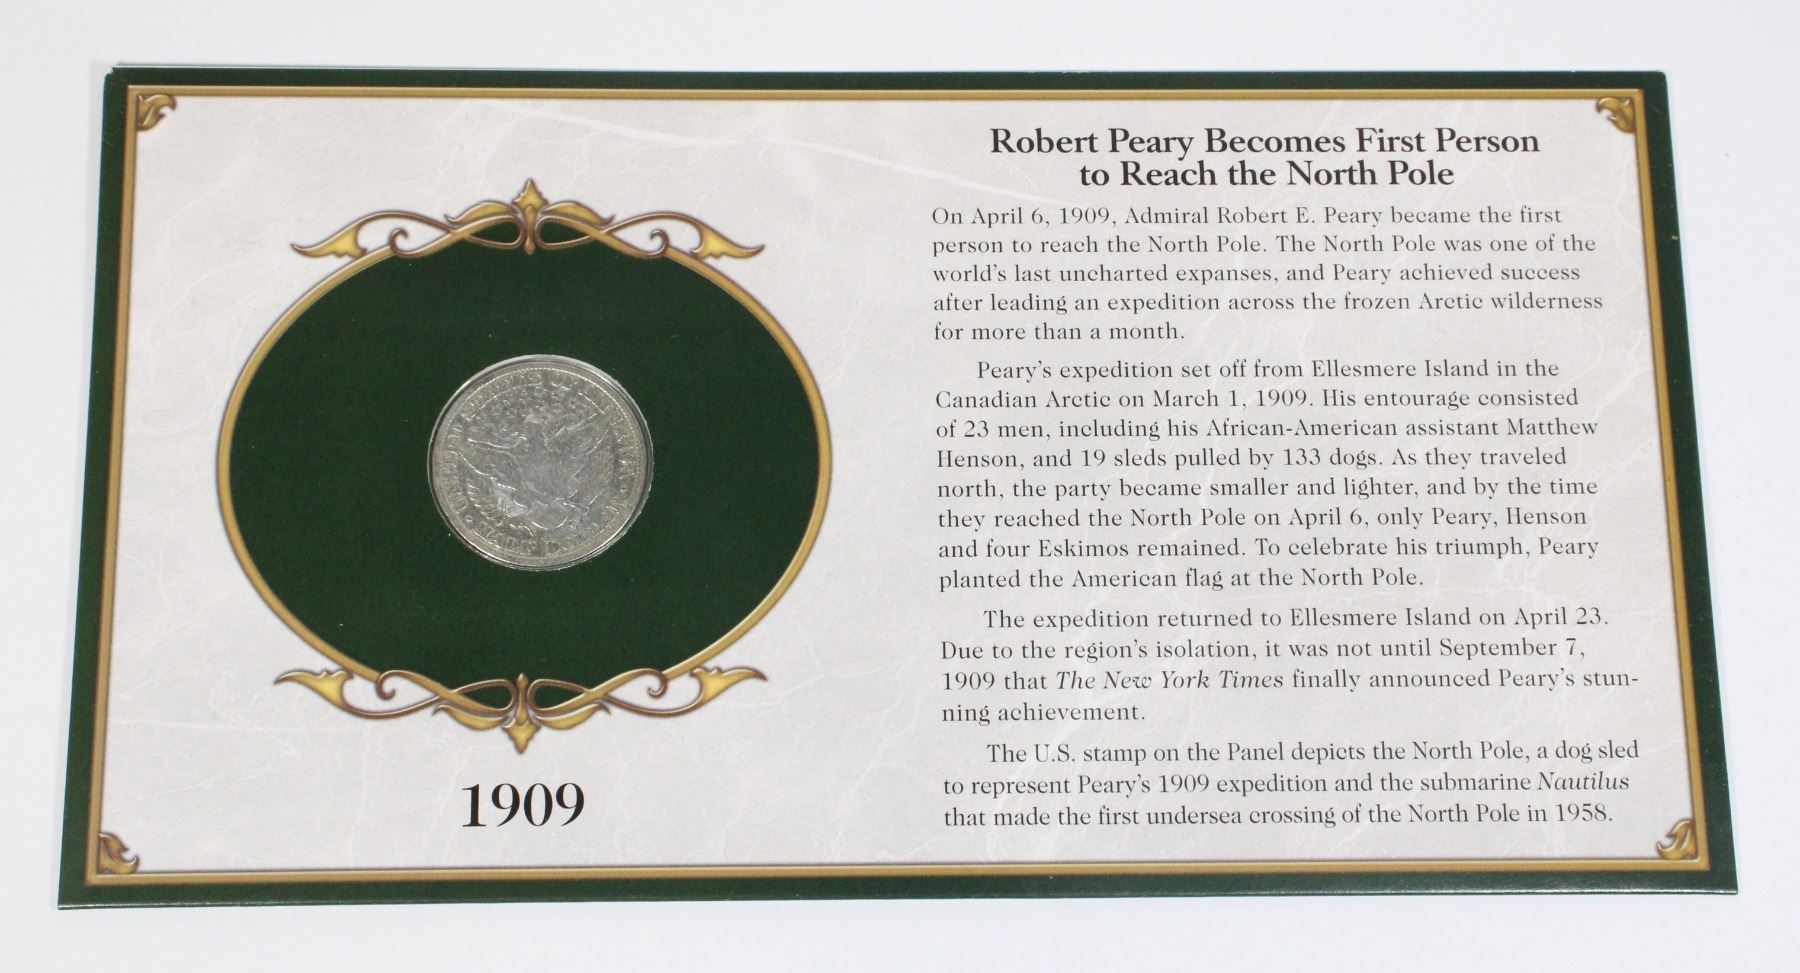 Robert Peary Becomes First Person
to Reach the North Pole
On April 6, 1909, Admiral Robert E. Peary became the first
person to reach the North Pole. The North Pole was one of the
world's last uncharted expanses, and Peary achieved success
after leading an expedition across the frozen Arctic wilderness
for more than a month.
Peary's expedition set off from Ellesmere Island in the
Canadian Arctic on March 1, 1909. His entourage consisted
of 23 men, including his African-American assistant Matthew
Henson, and 19 sleds pulled by 133 dogs. As they traveled
north, the party became smaller and lighter, and by the time
they reached the North Pole on April 6, only Peary, Henson
and four Eskimos remained. To celebrate his triumph, Peary
planted the American flag at the North Pole.
The expedition returned to Ellesmere Island on April 23.
Due to the region's isolation, it was not until September 7,
1909 that The New York Times finally announced Peary's stun-
ning achievement.
The U.S. stamp on the Panel depicts the North Pole, a dog sled
to represent Peary's 1909 expedition and the submarine Nautilus
that made the first undersea crossing of the North Pole in 1958.
UNITED
HALF
1909